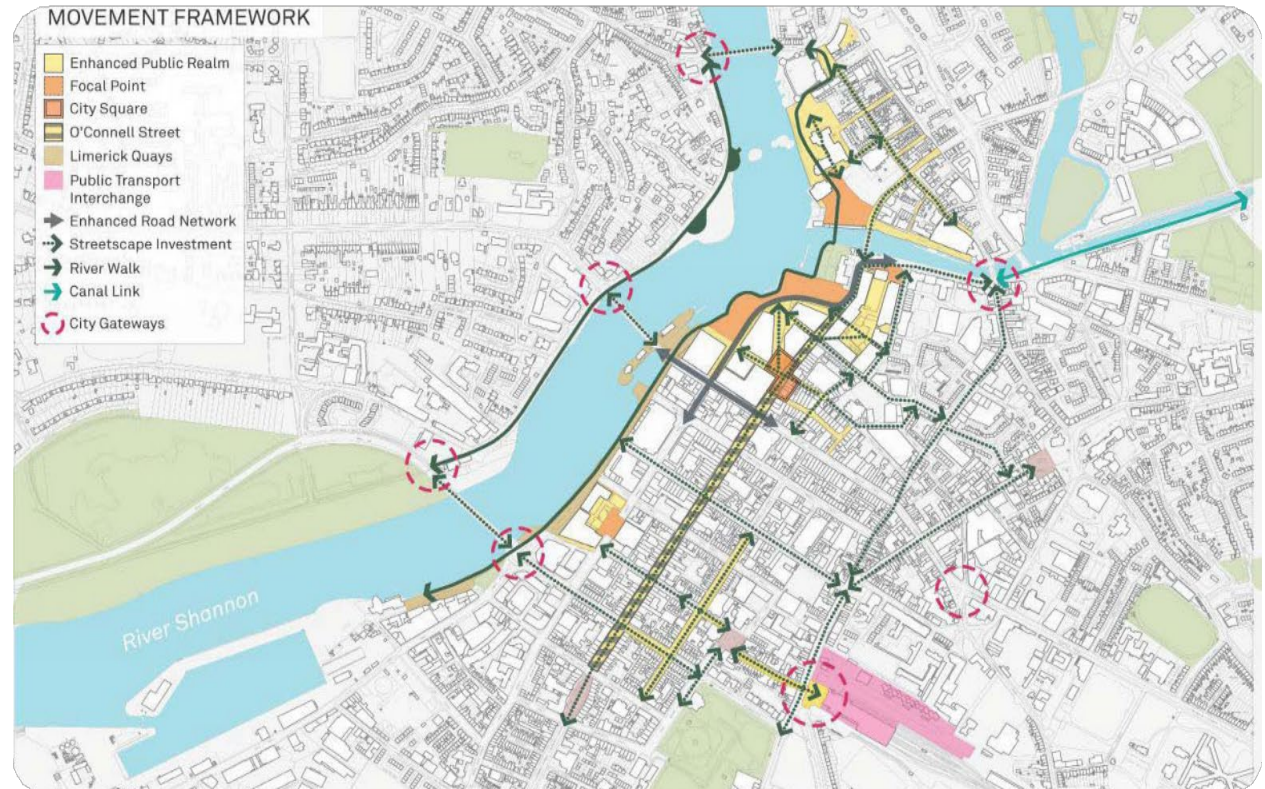 MOVEMENT FRAMEWORK
Enhanced Public Realm
Focal Point
City Square
O'Connell Street
Limerick Quays
Public Transport
Interchange
Enhanced Road Network
Streetscape Investment
River Walk
Canal Link
City Gateways
River Shannon